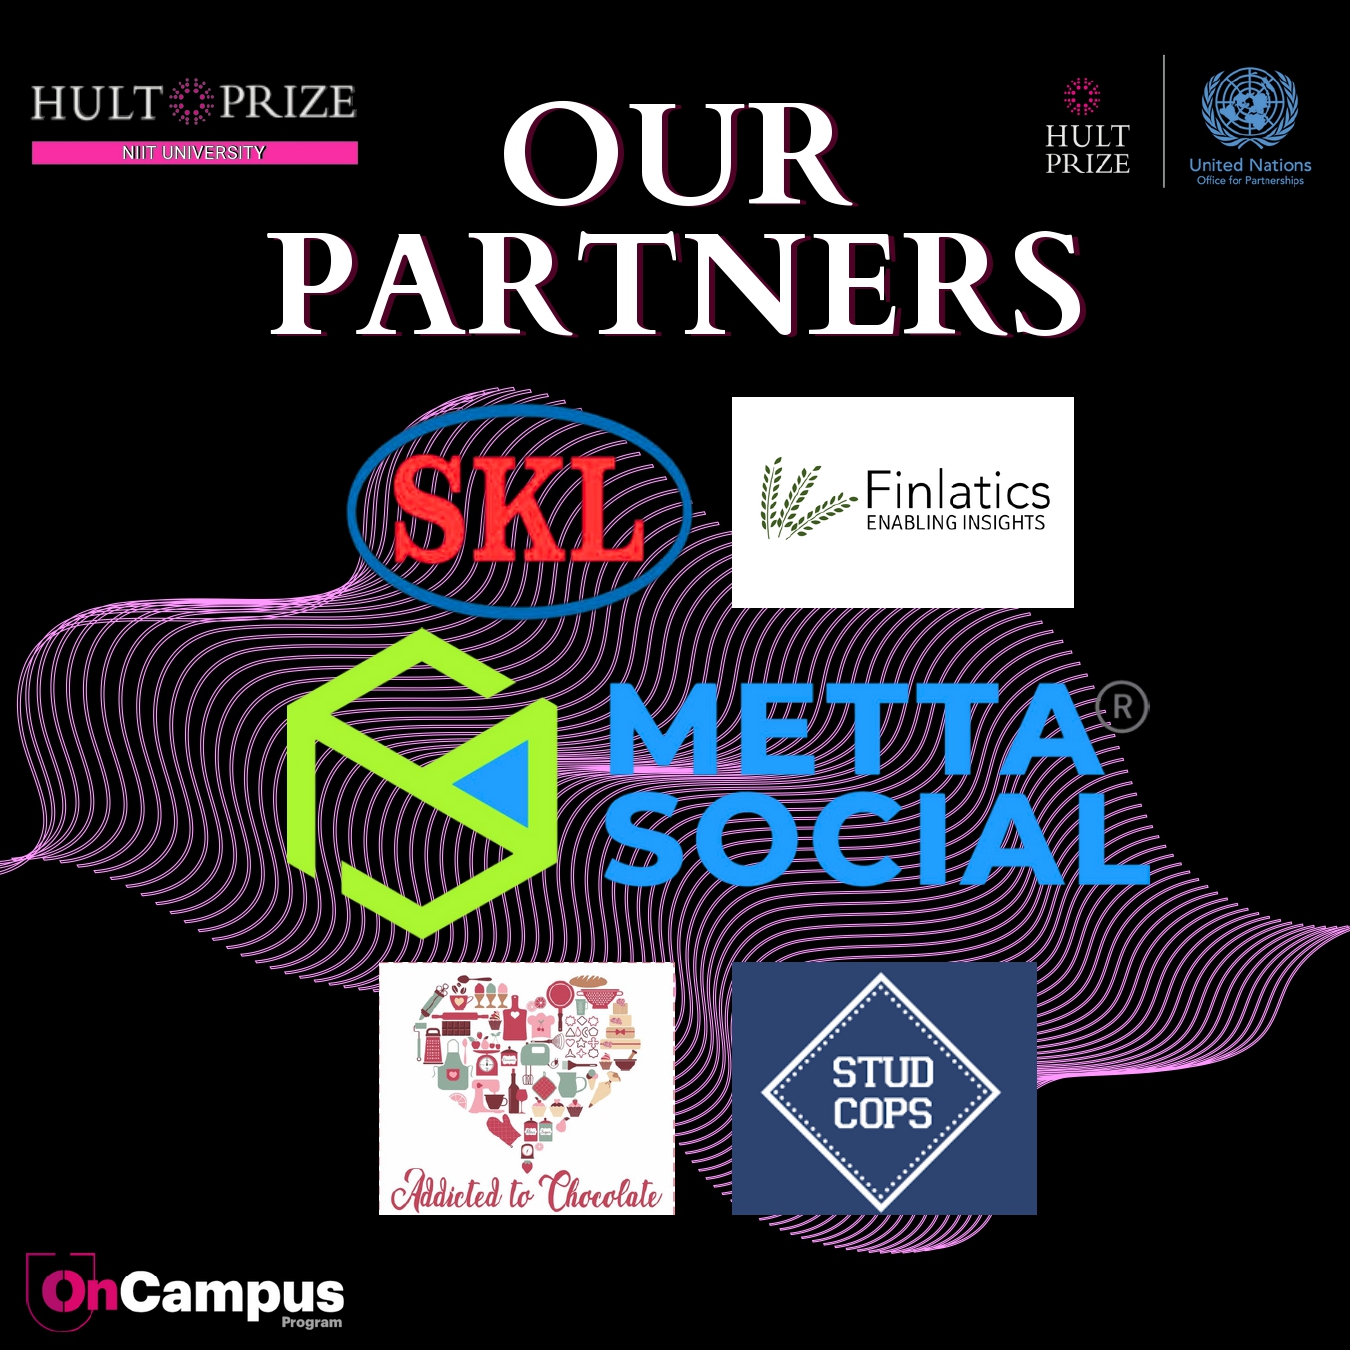 HULT PRIZE
NIIT UNIVERSITY
OUR
PARTNERS
HULT
PRIZE
United Nations
Office for Partnerships
SKL
Finlatics
ENABLING INSIGHTS
METTA ®
SOCIAL
Addicted to Chocolate
STUD
COPS
OnCampus
Program